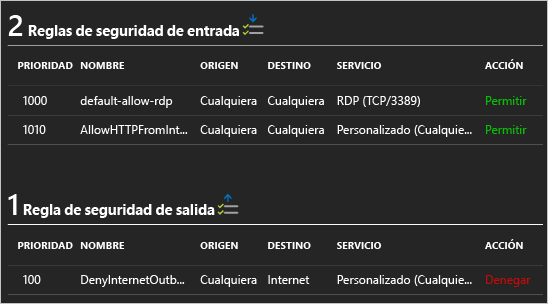 2 Reglas de seguridad de entrada
PRIORIDAD NOMBRE ORIGEN DESTINO SERVICIO ACCIÓN
1000 default-allow-rdp Cualquiera Cualquiera RDP (TCP/3389) Permitir
1010 AllowHTTPFromInt... Cualquiera Cualquiera Personalizado (Cualquie... Permitir
1 Regla de seguridad de salida
PRIORIDAD NOMBRE ORIGEN DESTINO SERVICIO ACCIÓN
100 DenyInternetOutb... Cualquiera Internet Personalizado (Cualquie... Denegar